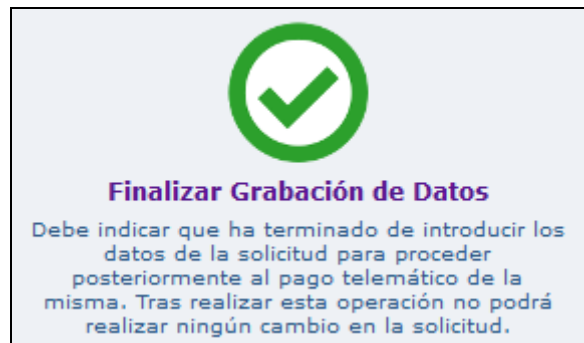 Finalizar Grabación de Datos
Debe indicar que ha terminado de introducir los
datos de la solicitud para proceder
posteriormente al pago telemático de la
misma. Tras realizar esta operación no podrá
realizar ningún cambio en la solicitud.